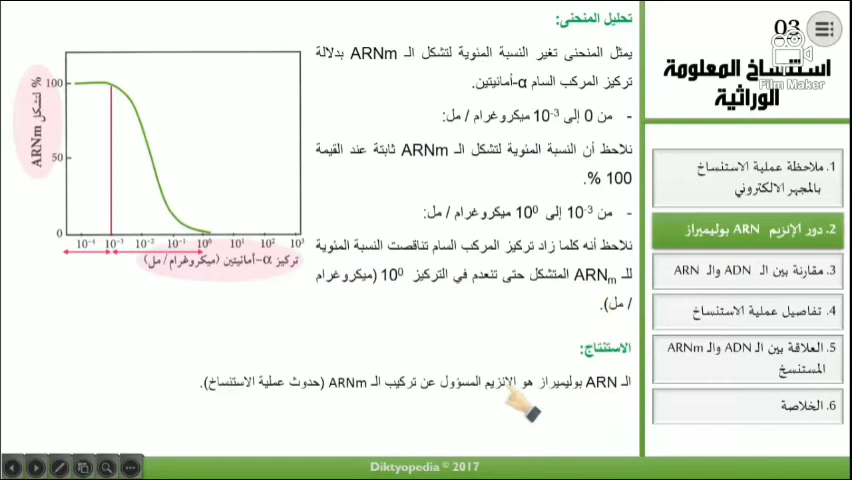 03
استنساخ المعلومة
الوراثية
Film Maker
1. ملاحظة عملية الاستنساخ
بالمجهر الالكتروني
2. دور الإنزيم ARN بوليميراز
3. مقارنة بين الـ ADN والـ ARN
4. تفاصيل عملية الاستنساخ
5. العلاقة بين الـ ADN والـ ARNm
المستنسخ
6. الخلاصة
تحليل المنحنى:
يمثل المنحنى تغير النسبة المئوية لتشكل الـ ARNm بدلالة
تركيز المركب السام α-أمانيتين.
- من 0 إلى 10⁻³ ميكروغرام / مل:
نلاحظ أن النسبة المئوية لتشكل الـ ARNm ثابتة عند القيمة
100 %.
- من 10⁻³ إلى 10⁰ ميكروغرام / مل:
نلاحظ أنه كلما زاد تركيز المركب السام تناقصت النسبة المئوية
للـ ARNm المتشكل حتى تنعدم في التركيز 10⁰ (ميكروغرام
/ مل).
الاستنتاج:
الـ ARN بوليميراز هو الإنزيم المسؤول عن تركيب الـ ARNm (حدوث عملية الاستنساخ).
% لتشكل ARNm
100
50
0
10⁻⁴ 10⁻³ 10⁻² 10⁻¹ 10⁰ 10¹ 10² 10³
تركيز α-أمانيتين (ميكروغرام/ مل)
Diktyopedia © 2017